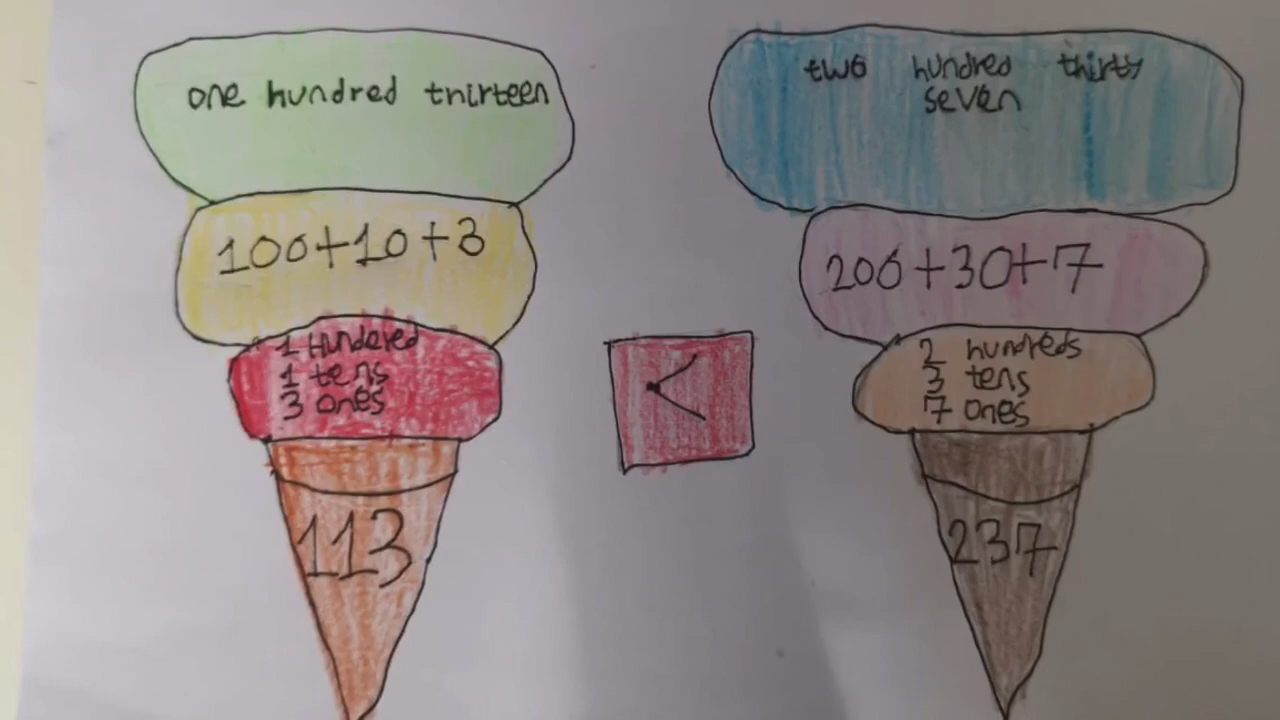 one hundred thirteen
100+10+3
1 Hundered
1 tens
3 ones
113
<
two hundred thirty
seven
200+30+7
2 hundreds
3 tens
7 ones
237